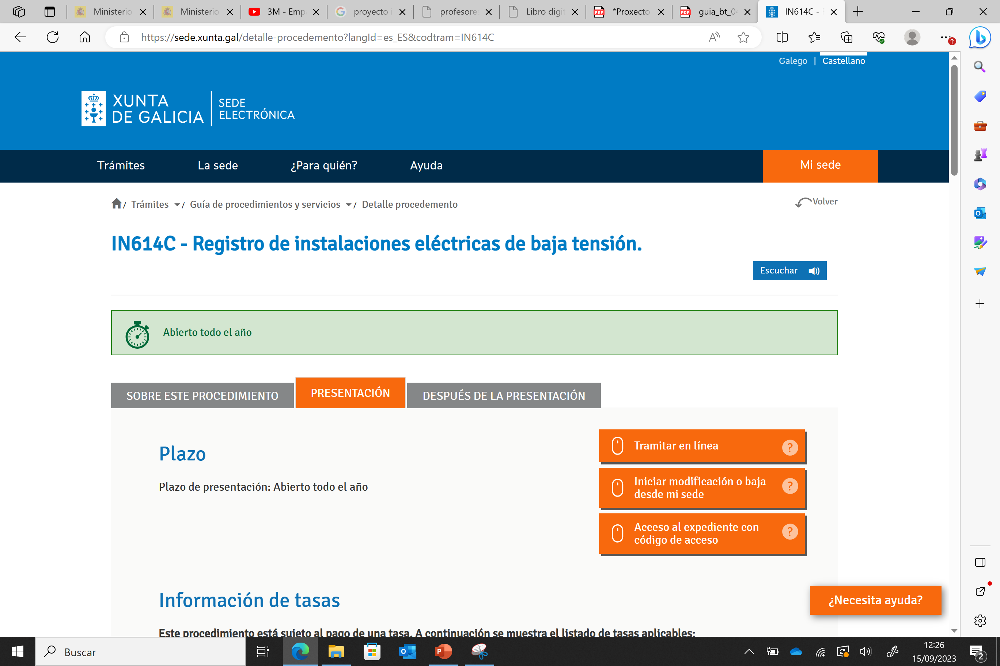 Ministerio
Ministerio
3M - Emp
proyecto i
profesore
Libro digit
*Proxecto
guia_bt_0
IN614C -
https://sede.xunta.gal/detalle-procedemento?langId=es_ES&codtram=IN614C
Galego | Castellano
XUNTA
DE GALICIA
SEDE
ELECTRÓNICA
Trámites
La sede
¿Para quién?
Ayuda
Mi sede
/ Trámites / Guía de procedimientos y servicios / Detalle procedemento
Volver
IN614C - Registro de instalaciones eléctricas de baja tensión.
Escuchar
Abierto todo el año
SOBRE ESTE PROCEDIMIENTO
PRESENTACIÓN
DESPUÉS DE LA PRESENTACIÓN
Plazo
Plazo de presentación: Abierto todo el año
Tramitar en línea
?
Iniciar modificación o baja
desde mi sede
?
Acceso al expediente con
código de acceso
?
Información de tasas
¿Necesita ayuda?
Este procedimiento está sujeto al pago de una tasa. A continuación se muestra el listado de tasas aplicables:
Buscar
12:26
15/09/2023
2